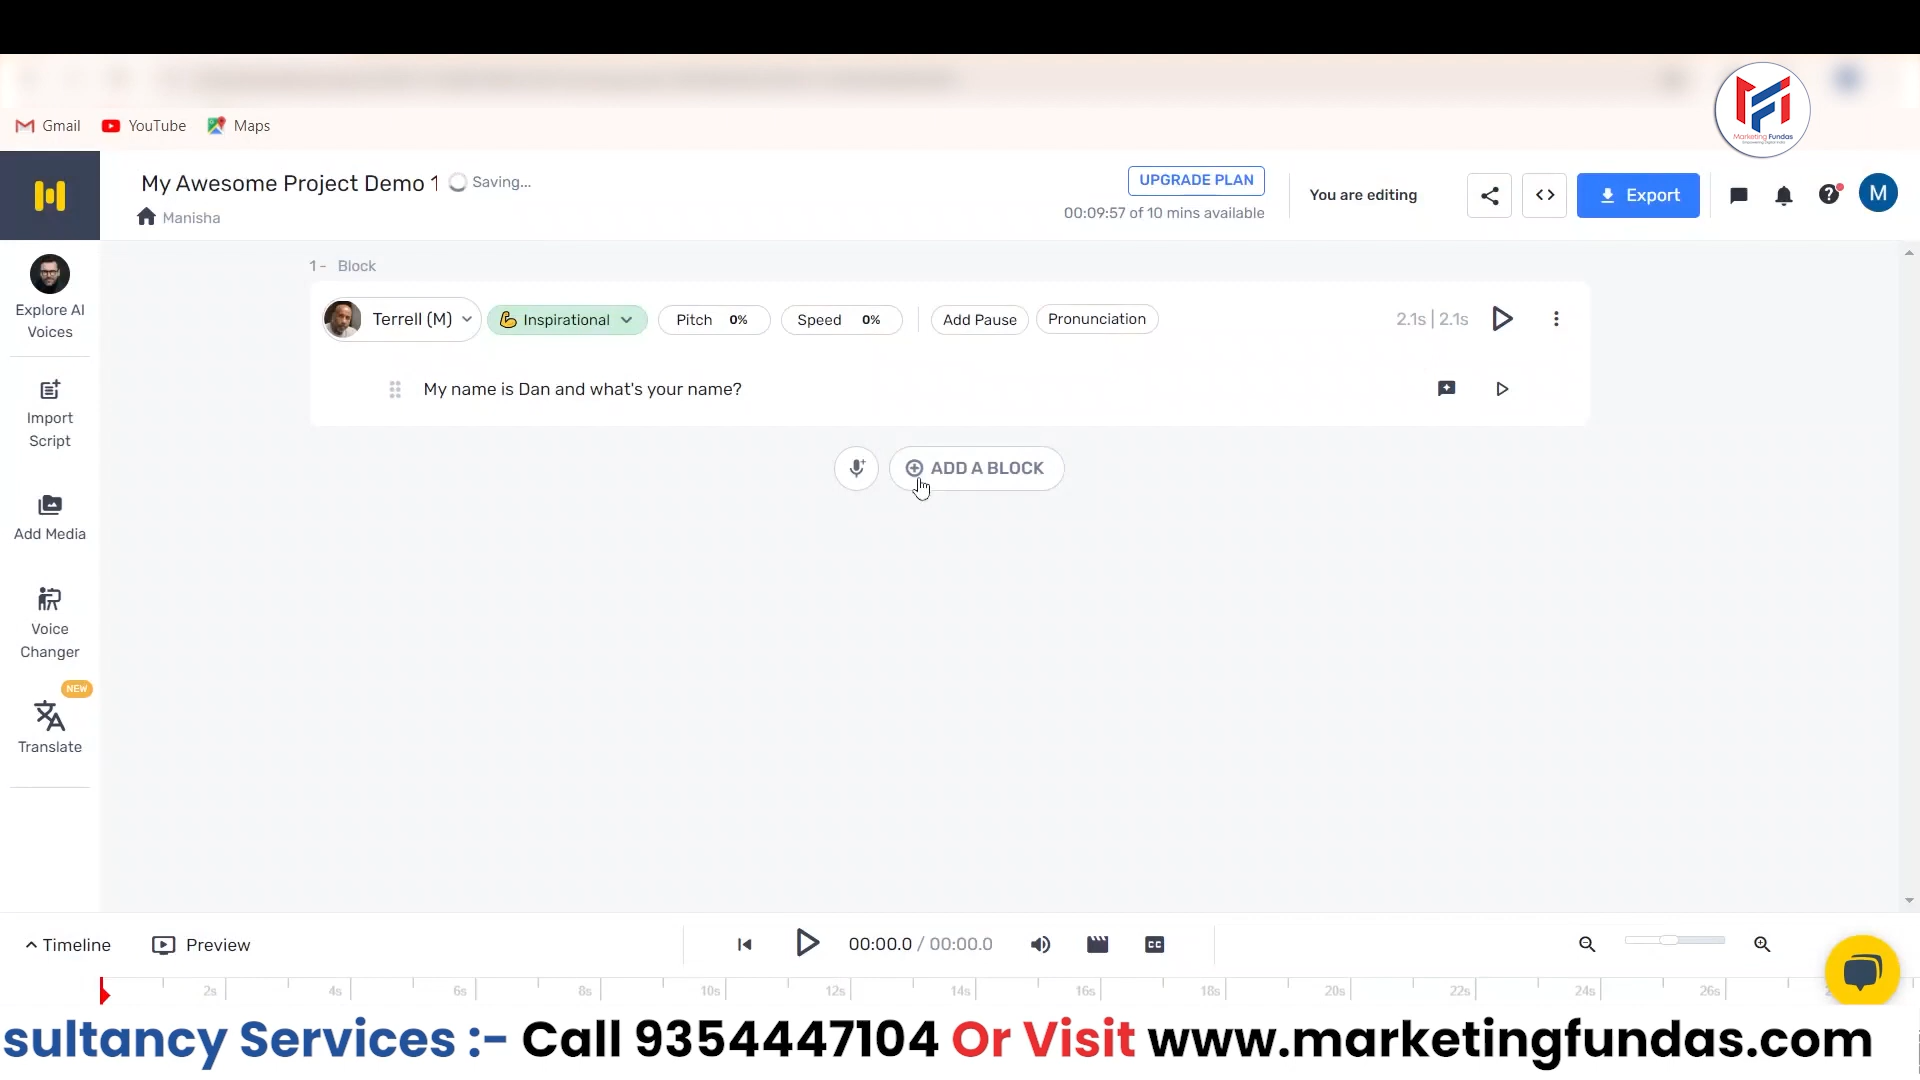 Gmail YouTube Maps
Marketing Fundas
My Awesome Project Demo 1 Saving...
Manisha
UPGRADE PLAN
00:09:57 of 10 mins available
You are editing
Export
M
Explore AI
Voices
Import
Script
Add Media
Voice
Changer
NEW
Translate
1 - Block
Terrell (M) Inspirational Pitch 0% Speed 0% Add Pause Pronunciation 2.1s | 2.1s
My name is Dan and what's your name?
ADD A BLOCK
Timeline Preview 00:00.0 / 00:00.0 CC
2s 4s 6s 8s 10s 12s 14s 16s 18s 20s 22s 24s 26s
sultancy Services :- Call 9354447104 Or Visit www.marketingfundas.com